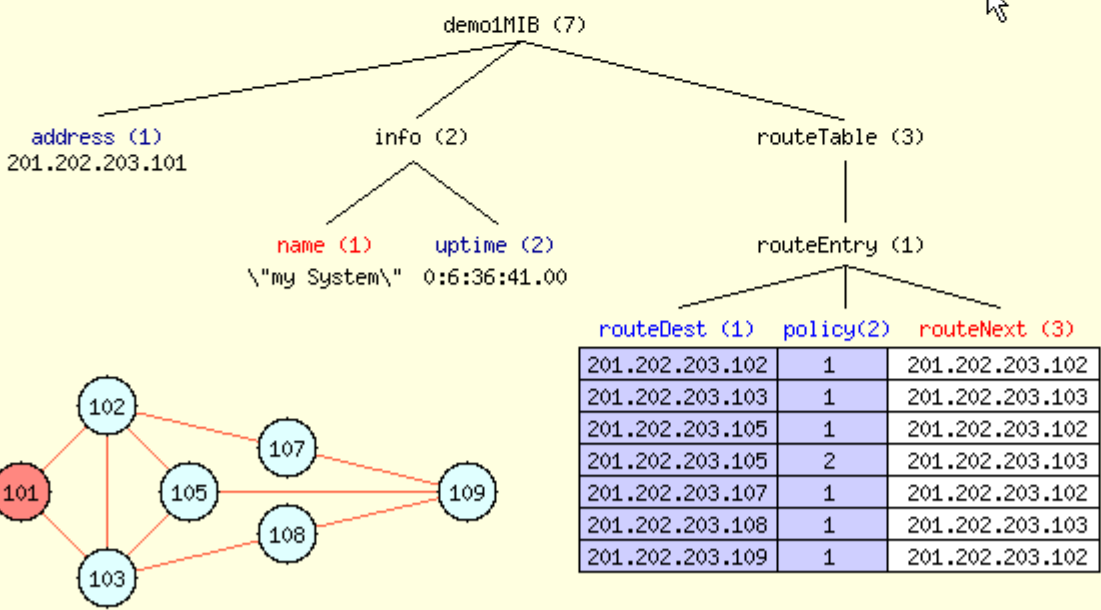 demo1MIB (7)
address (1) info (2) routeTable (3)
201.202.203.101
name (1) uptime (2) routeEntry (1)
\"my System\" 0:6:36:41.00
routeDest (1) policy(2) routeNext (3)
201.202.203.102 1 201.202.203.102
201.202.203.103 1 201.202.203.103
201.202.203.105 1 201.202.203.102
201.202.203.105 2 201.202.203.103
201.202.203.107 1 201.202.203.102
201.202.203.108 1 201.202.203.103
201.202.203.109 1 201.202.203.102
102
107
101 105 109
108
103